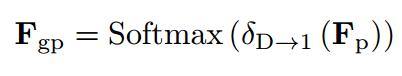 F_gp = Softmax (δ_D→1 (F_p))